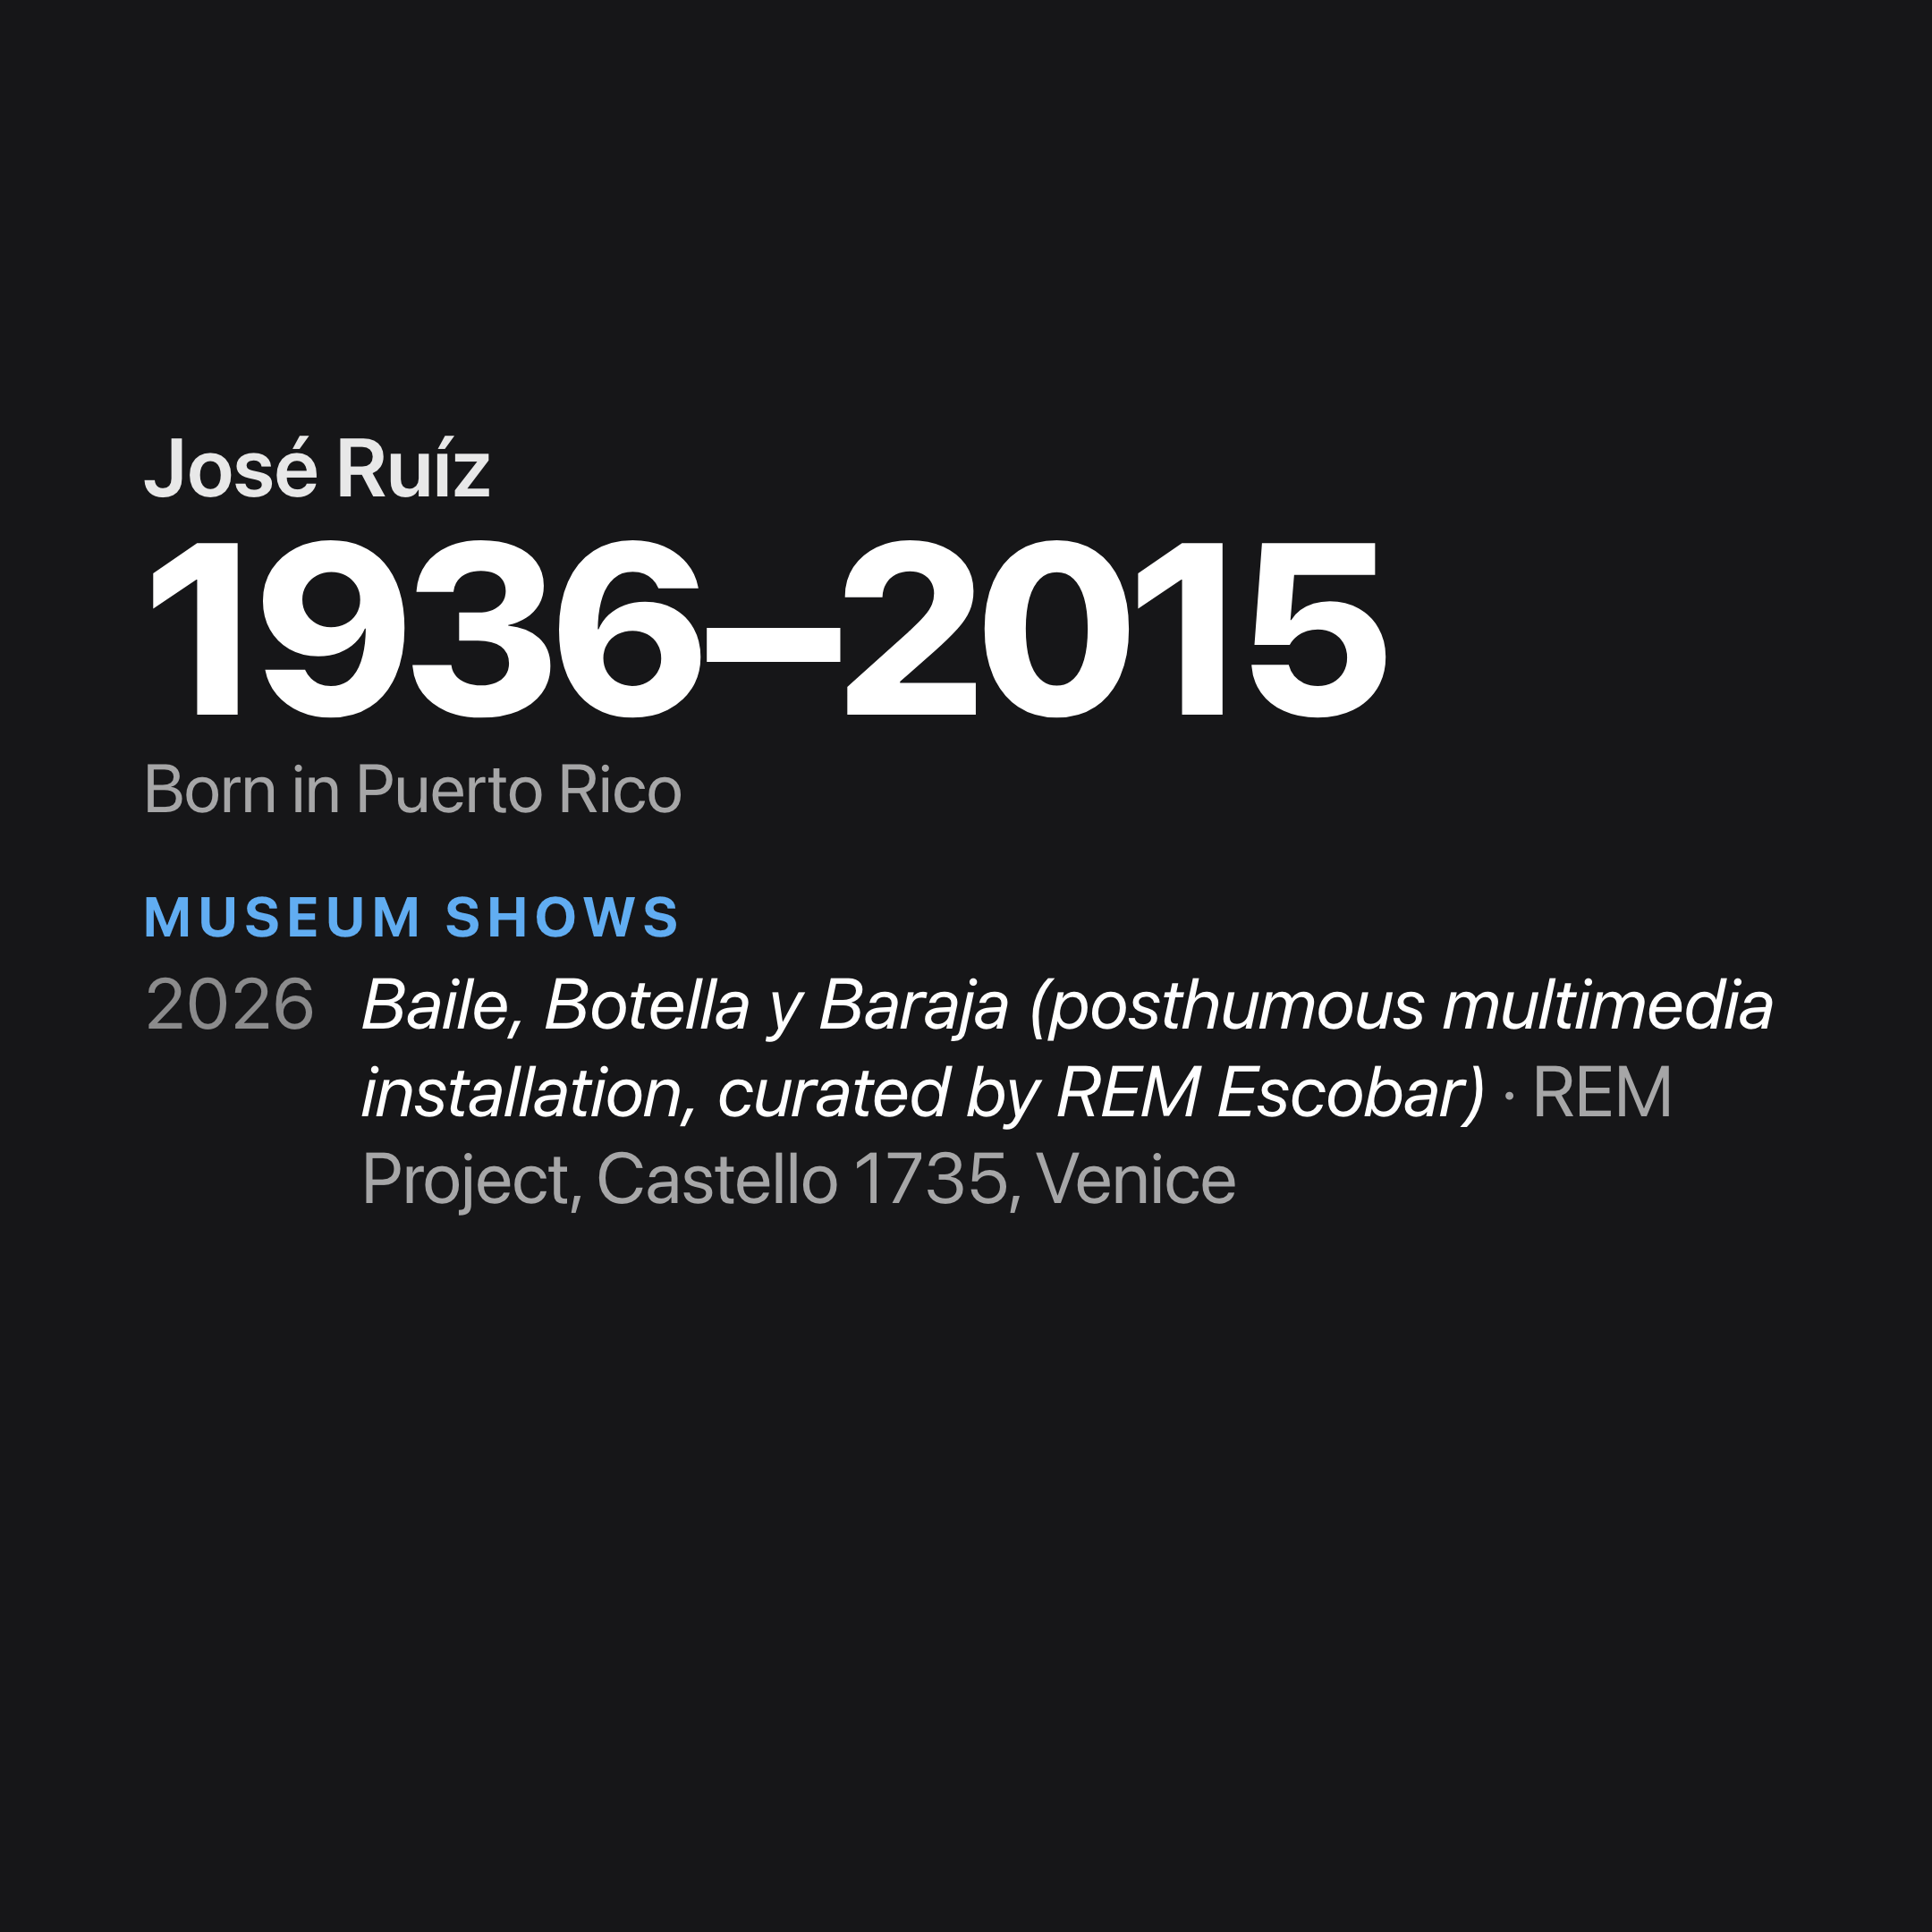 José Ruíz
1936–2015
Born in Puerto Rico
MUSEUM SHOWS
2026 Baile, Botella y Baraja (posthumous multimedia
installation, curated by REM Escobar) · REM
Project, Castello 1735, Venice